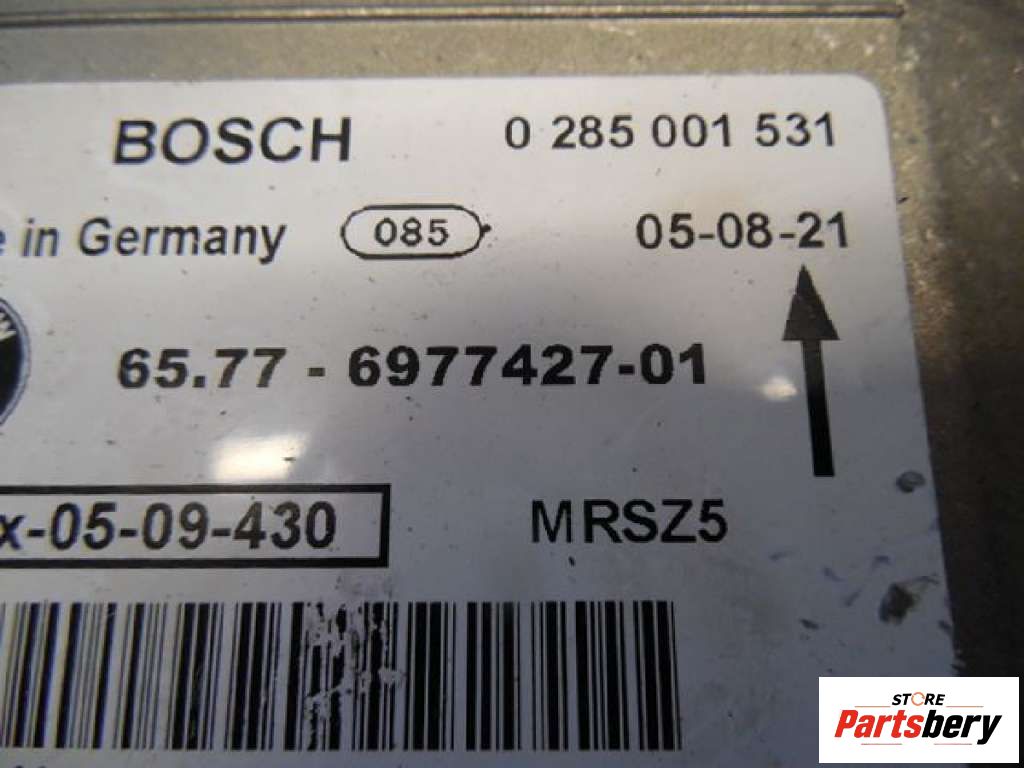 BOSCH 0 285 001 531
in Germany 085 05-08-21
65.77 - 6977427-01
x-05-09-430 MRSZ5
STORE
Partsbery